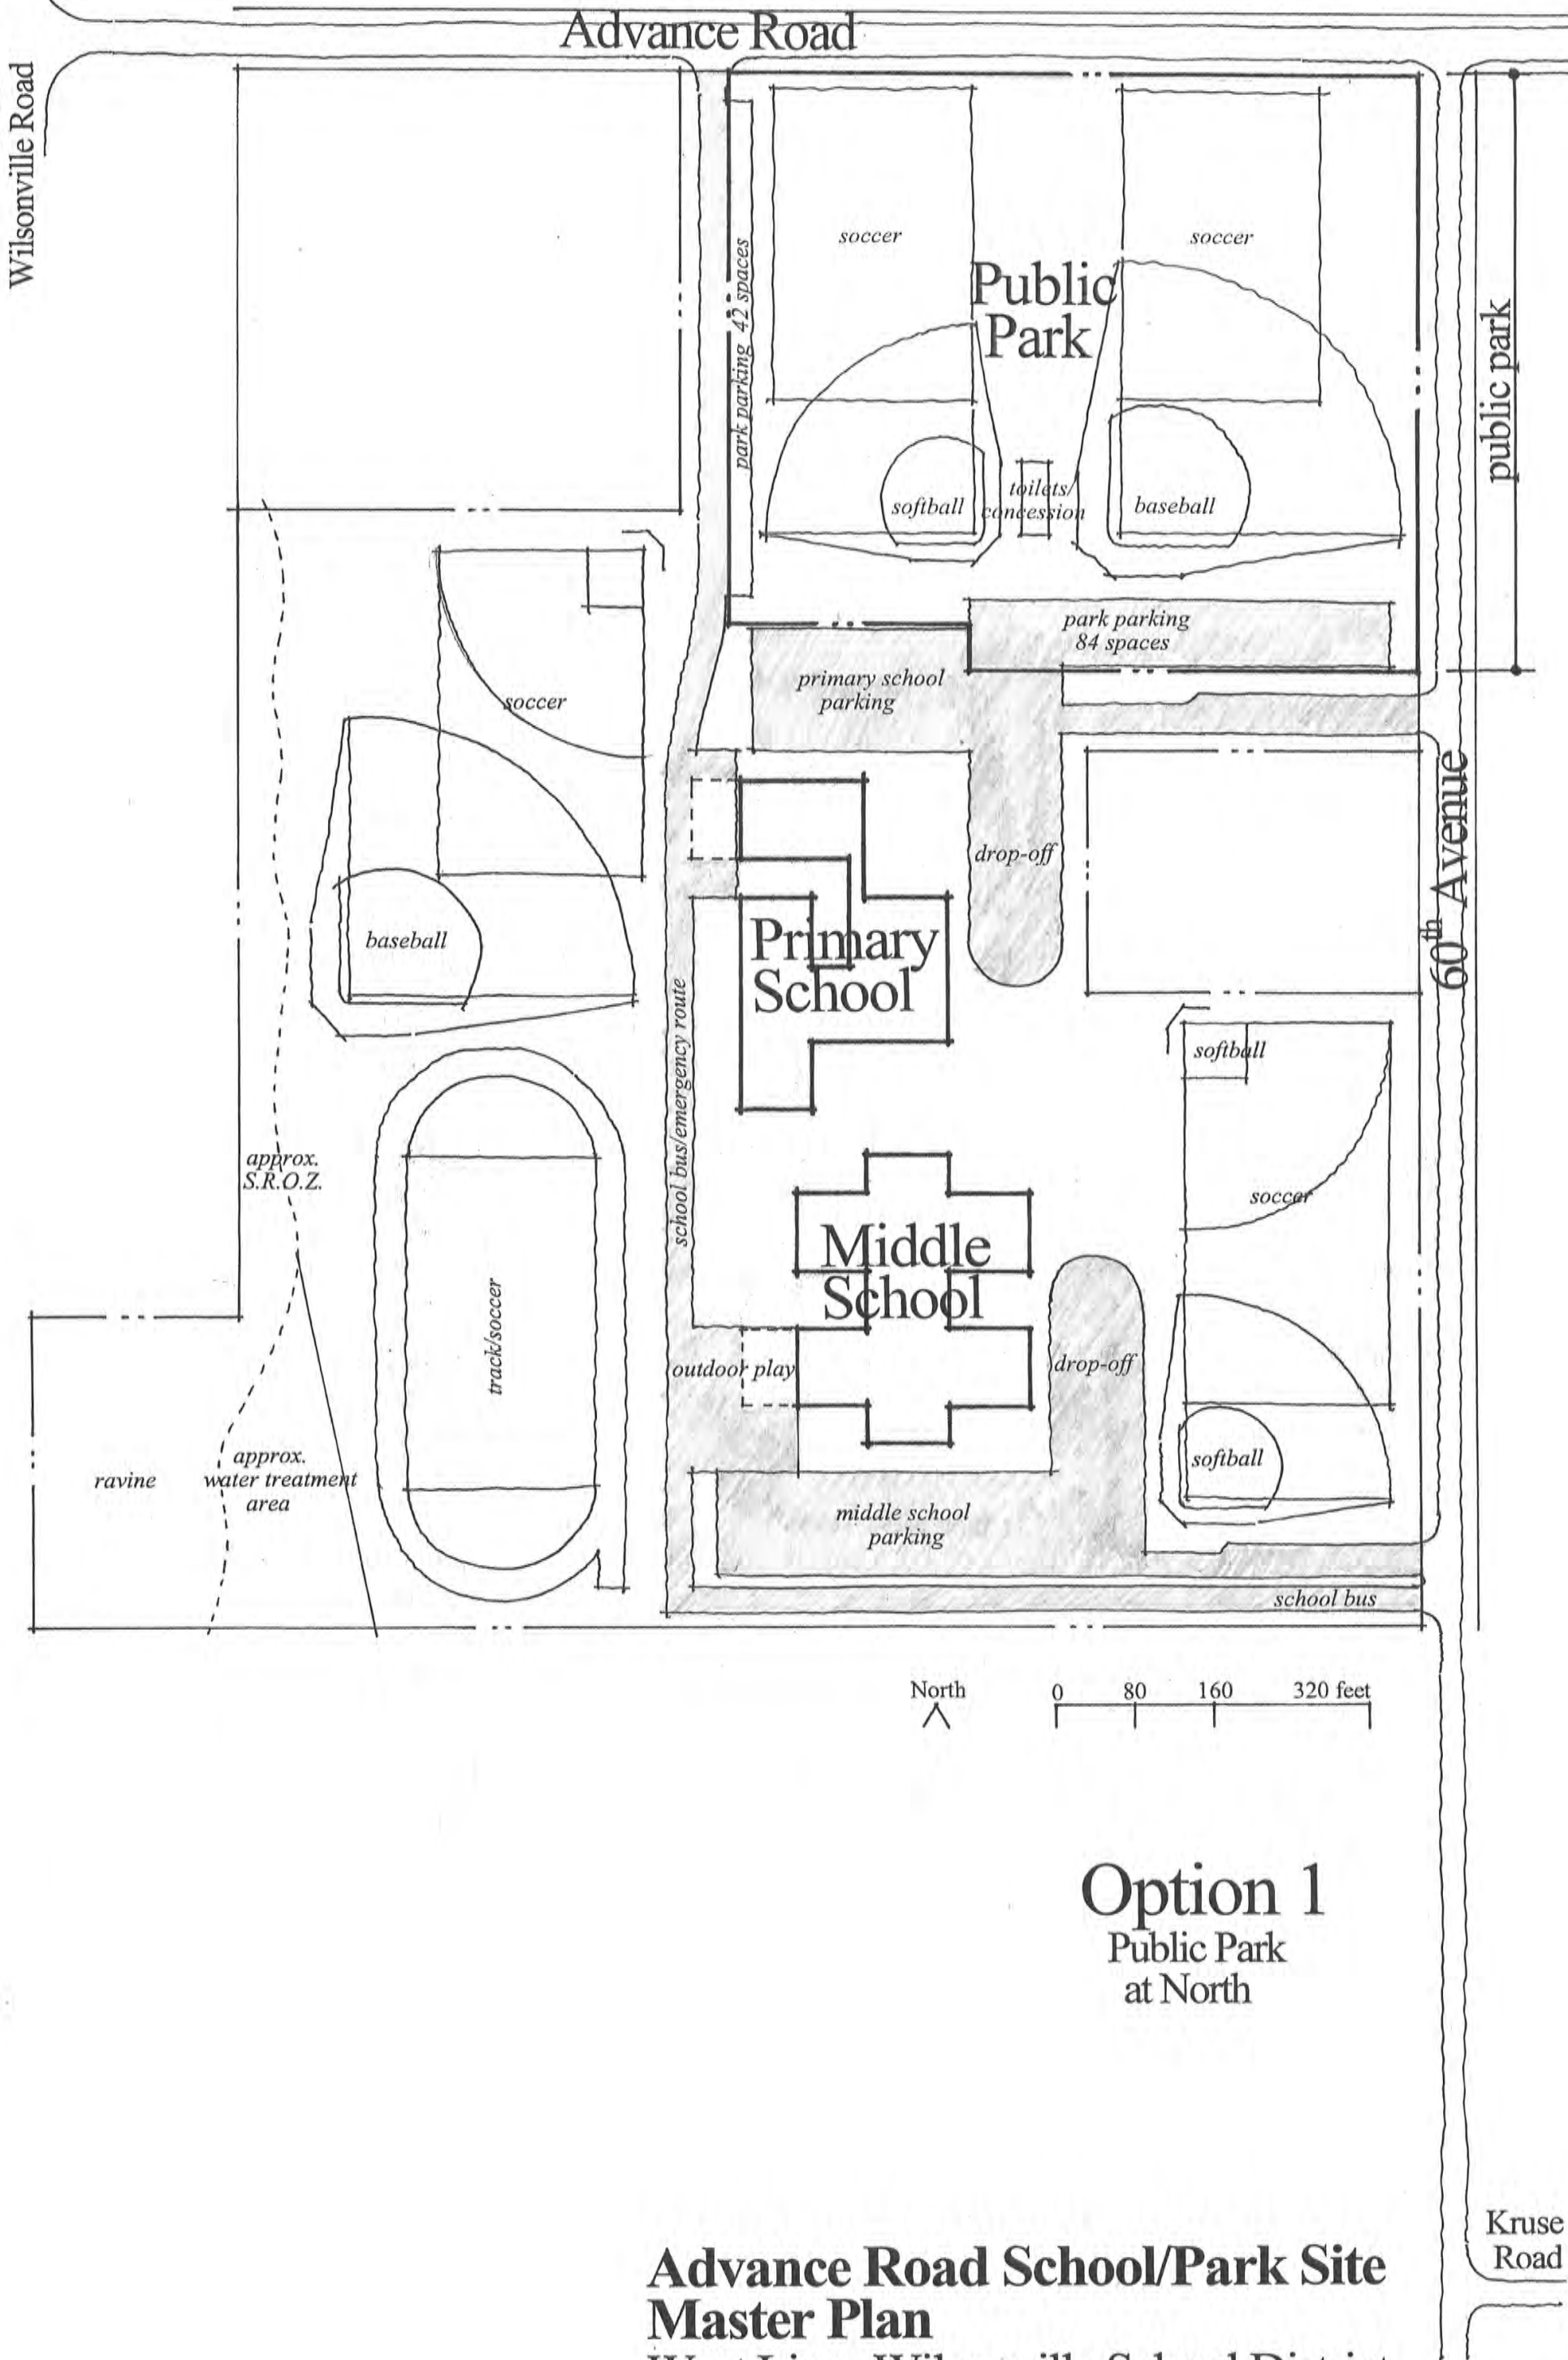 Advance Road
Wilsonville Road
soccer
soccer
Public
Park
park parking 42 spaces
public park
softball
toilets/
concession
baseball
park parking
84 spaces
primary school
parking
soccer
drop-off
60th Avenue
baseball
Primary
School
school bus/emergency route
softball
approx.
S.R.O.Z.
soccer
Middle
School
track/soccer
outdoor play
drop-off
ravine
approx.
water treatment
area
softball
middle school
parking
school bus
North
0 80 160 320 feet
Option 1
Public Park
at North
Kruse
Road
Advance Road School/Park Site
Master Plan